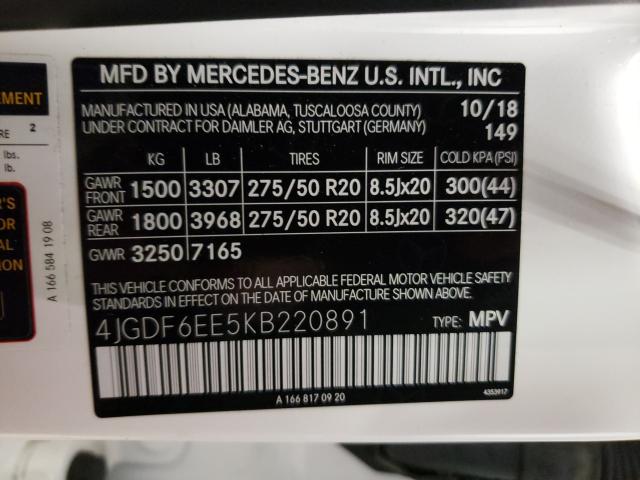 MFD BY MERCEDES-BENZ U.S. INTL., INC
MANUFACTURED IN USA (ALABAMA, TUSCALOOSA COUNTY) 10/18
UNDER CONTRACT FOR DAIMLER AG, STUTTGART (GERMANY) 149
KG LB TIRES RIM SIZE COLD KPA (PSI)
GAWR FRONT 1500 3307 275/50 R20 8.5Jx20 300(44)
GAWR REAR 1800 3968 275/50 R20 8.5Jx20 320(47)
GVWR 3250 7165
THIS VEHICLE CONFORMS TO ALL APPLICABLE FEDERAL MOTOR VEHICLE SAFETY
STANDARDS IN EFFECT ON THE DATE OF MANUFACTURE SHOWN ABOVE.
4JGDF6EE5KB220891 TYPE: MPV
A 166 817 09 20 4353917
EMENT
RE 2
lbs.
lb.
A 166 584 19 08